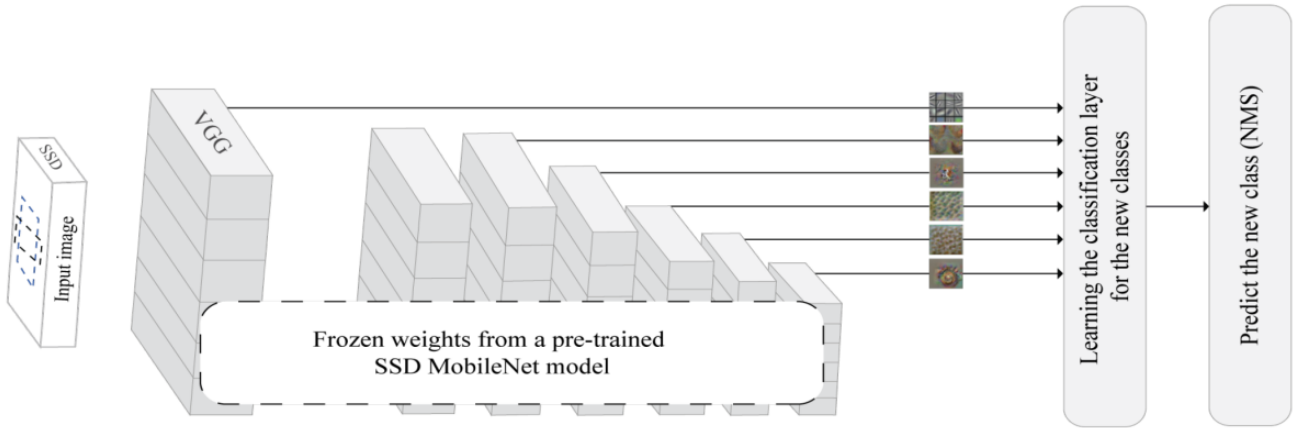 SSD
Input image
VGG
Frozen weights from a pre-trained
SSD MobileNet model
Learning the classification layer
for the new classes
Predict the new class (NMS)